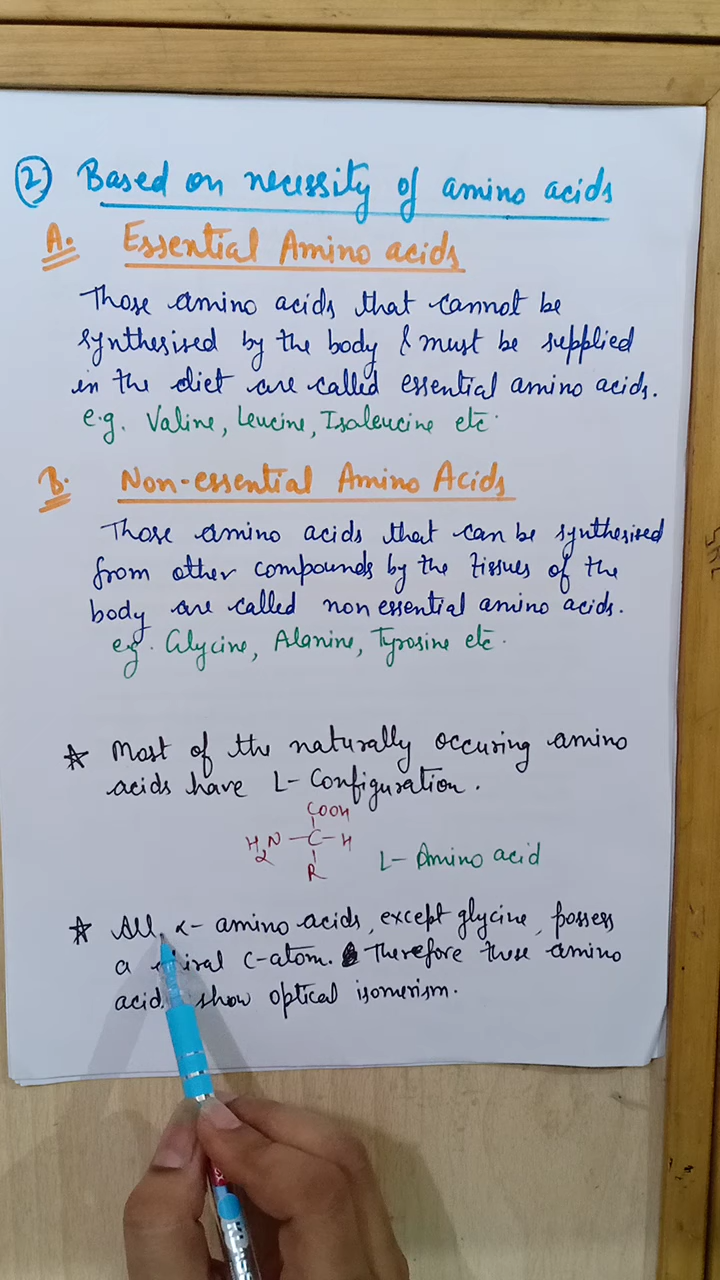 ② Based on necessity of amino acids
A. Essential Amino acids
Those amino acids that cannot be
synthesised by the body & must be supplied
in the diet are called essential amino acids.
e.g. Valine, Leucine, Isoleucine etc.
B. Non-essential Amino Acids
Those amino acids that can be synthesised
from other compounds by the tissues of the
body are called non essential amino acids.
e.g. Glycine, Alanine, Tyrosine etc.
☆ Most of the naturally occuring amino
acids have L-Configuration.
COOH
H₂N – C – H
R
L- Amino acid
☆ All α- amino acids, except glycine, possess
a chiral C-atom. Therefore these amino
acids show optical isomerism.